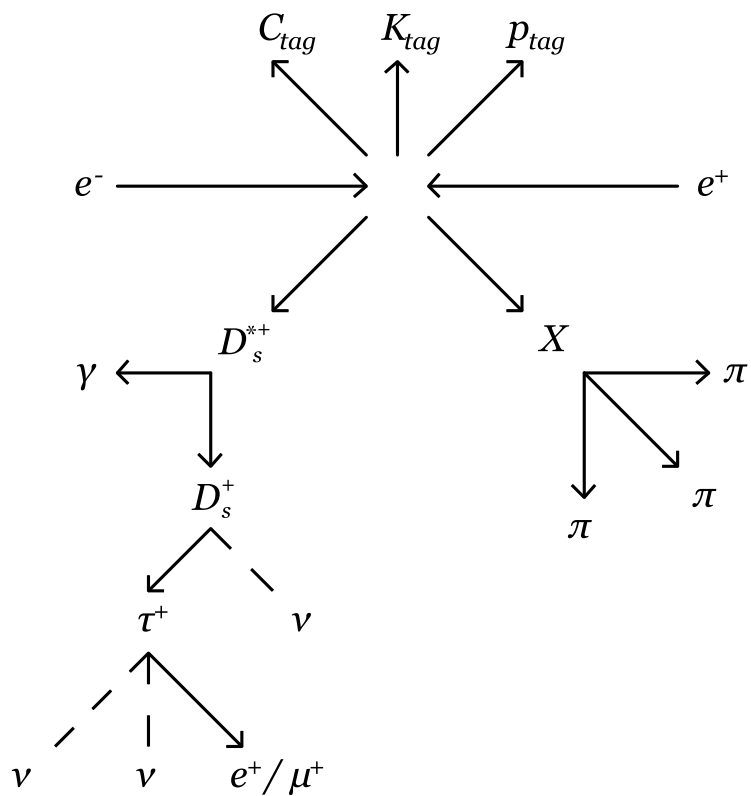 C_tag K_tag p_tag
e⁻ e⁺
D_s^{*+} X
γ π
D_s^+ π
π
τ⁺ ν
ν ν e⁺/μ⁺